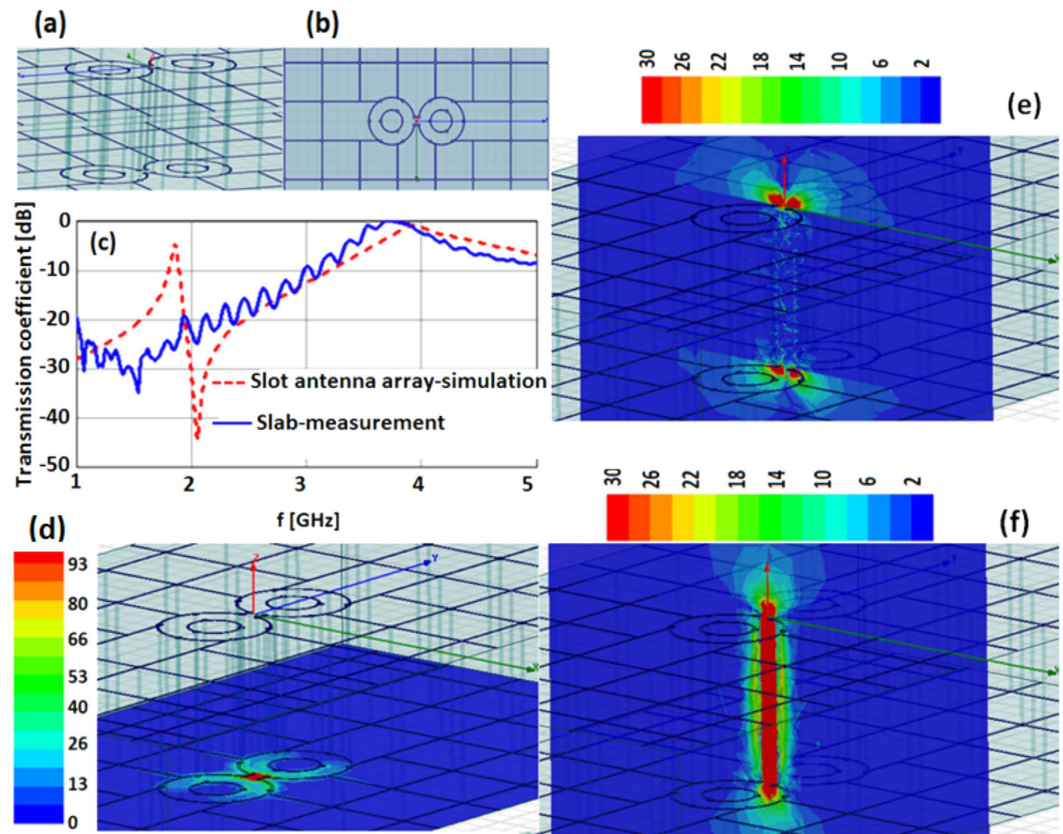 (a)
(b)
30 26 22 18 14 10 6 2
(e)
0
-10
-20
-30
-40
-50
Transmission coefficient [dB]
(c)
Slot antenna array-simulation
Slab-measurement
1 2 3 4 5
f [GHz]
30 26 22 18 14 10 6 2
(d)
(f)
93
80
66
53
40
26
13
0
Z
Y
X